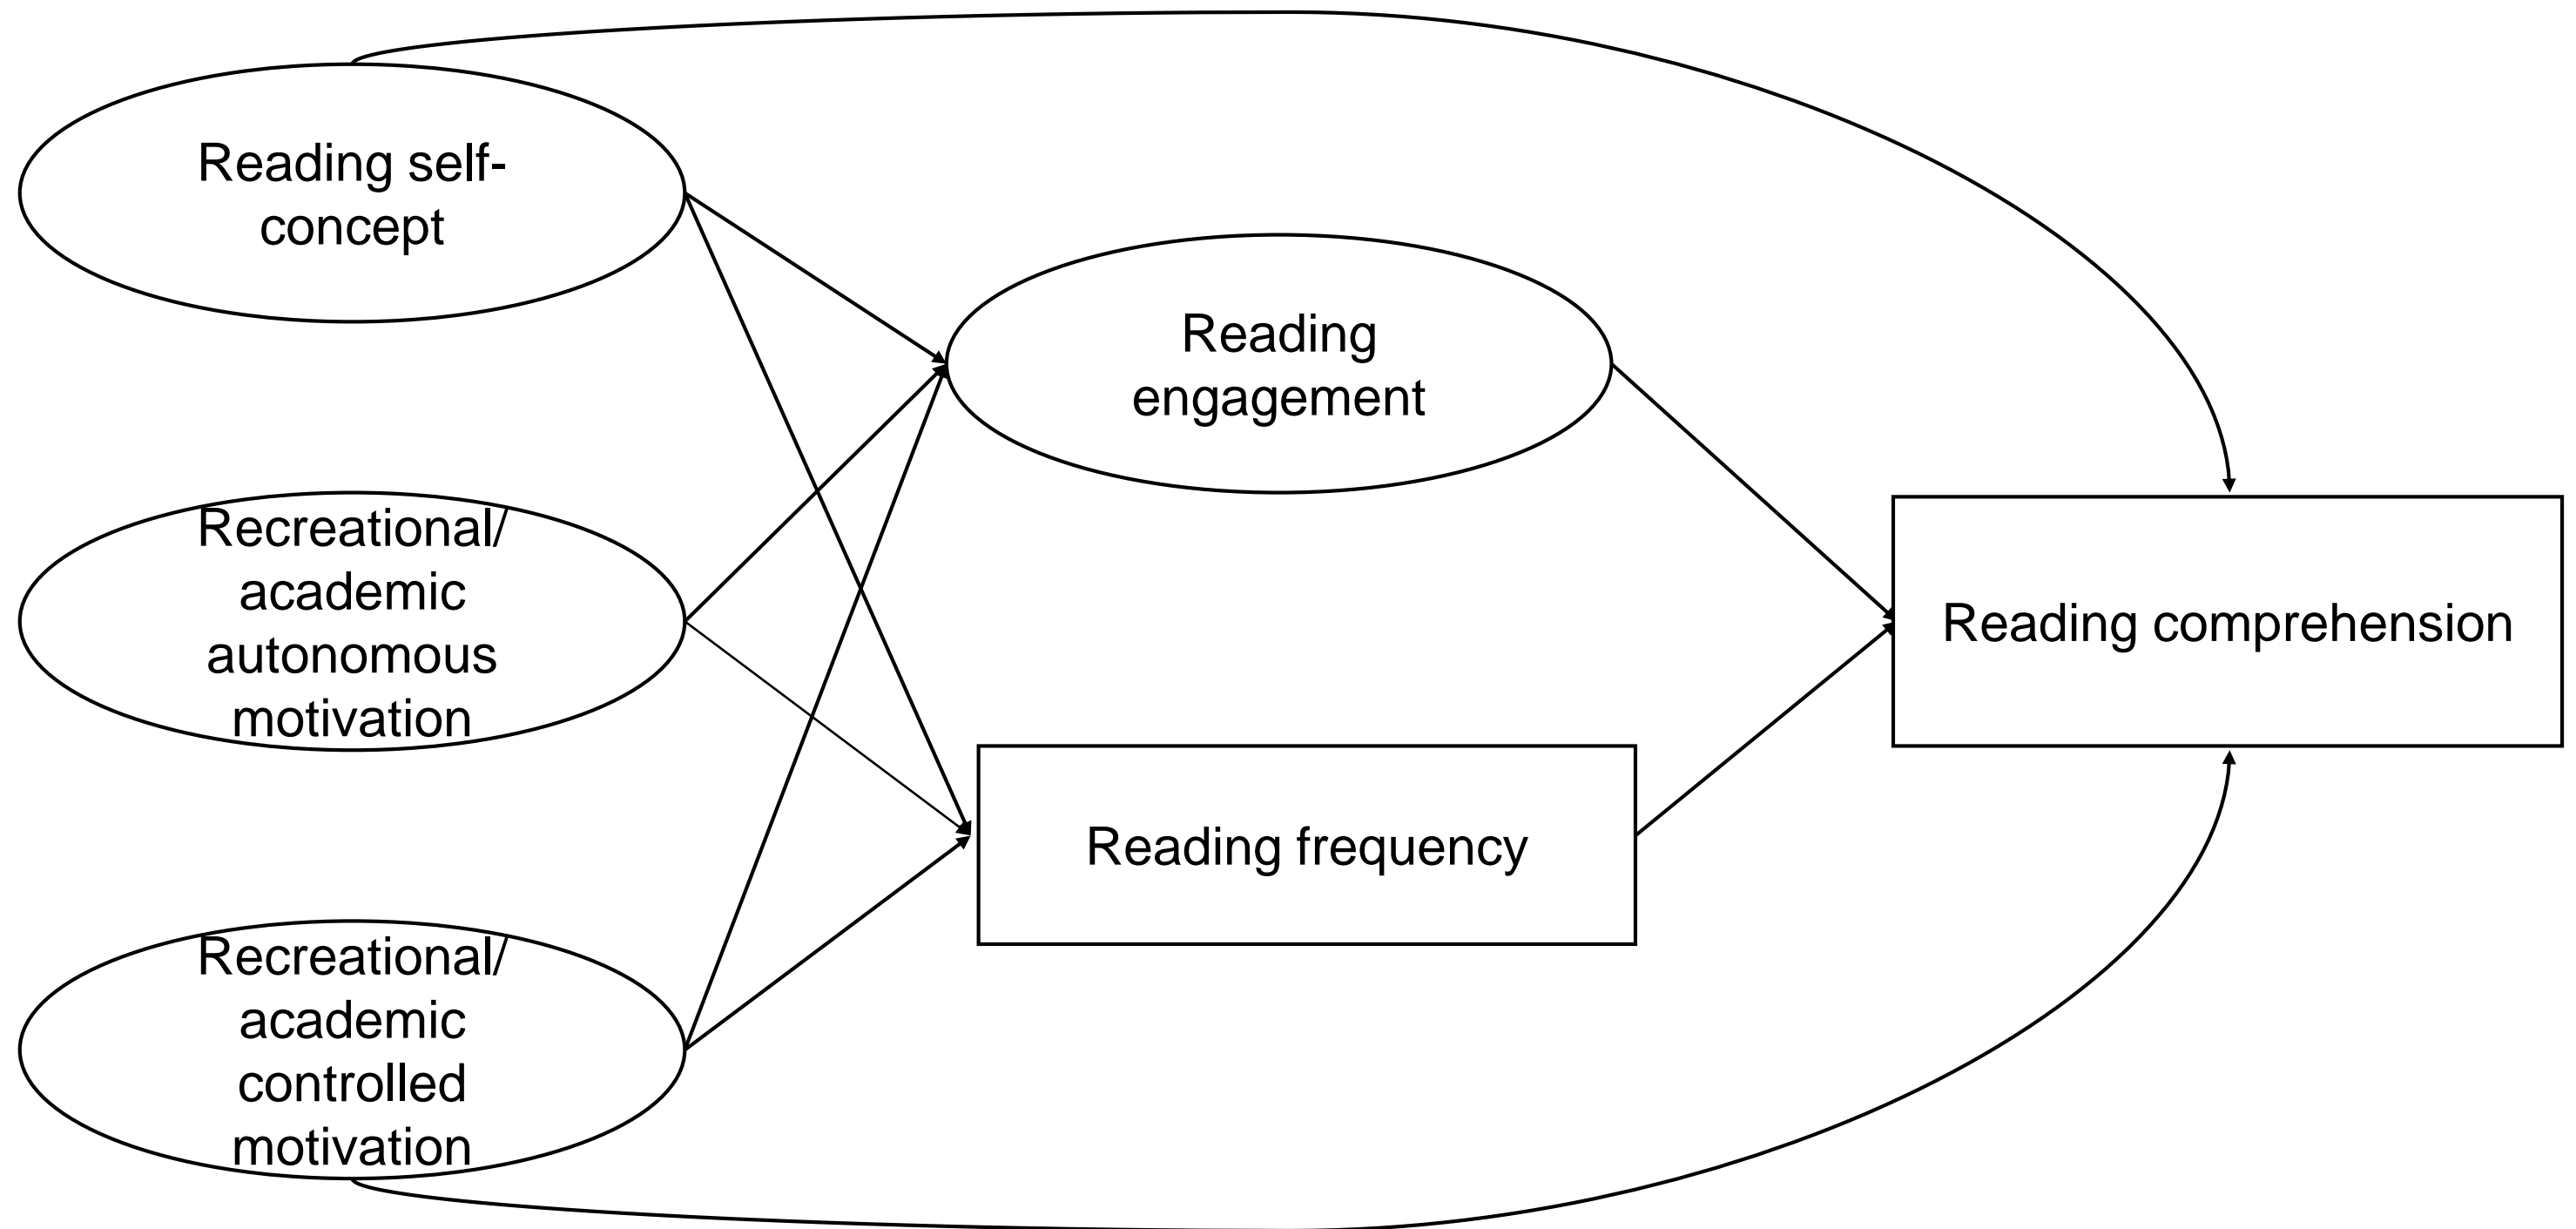 Reading self-
concept
Recreational/
academic
autonomous
motivation
Recreational/
academic
controlled
motivation
Reading
engagement
Reading frequency
Reading comprehension